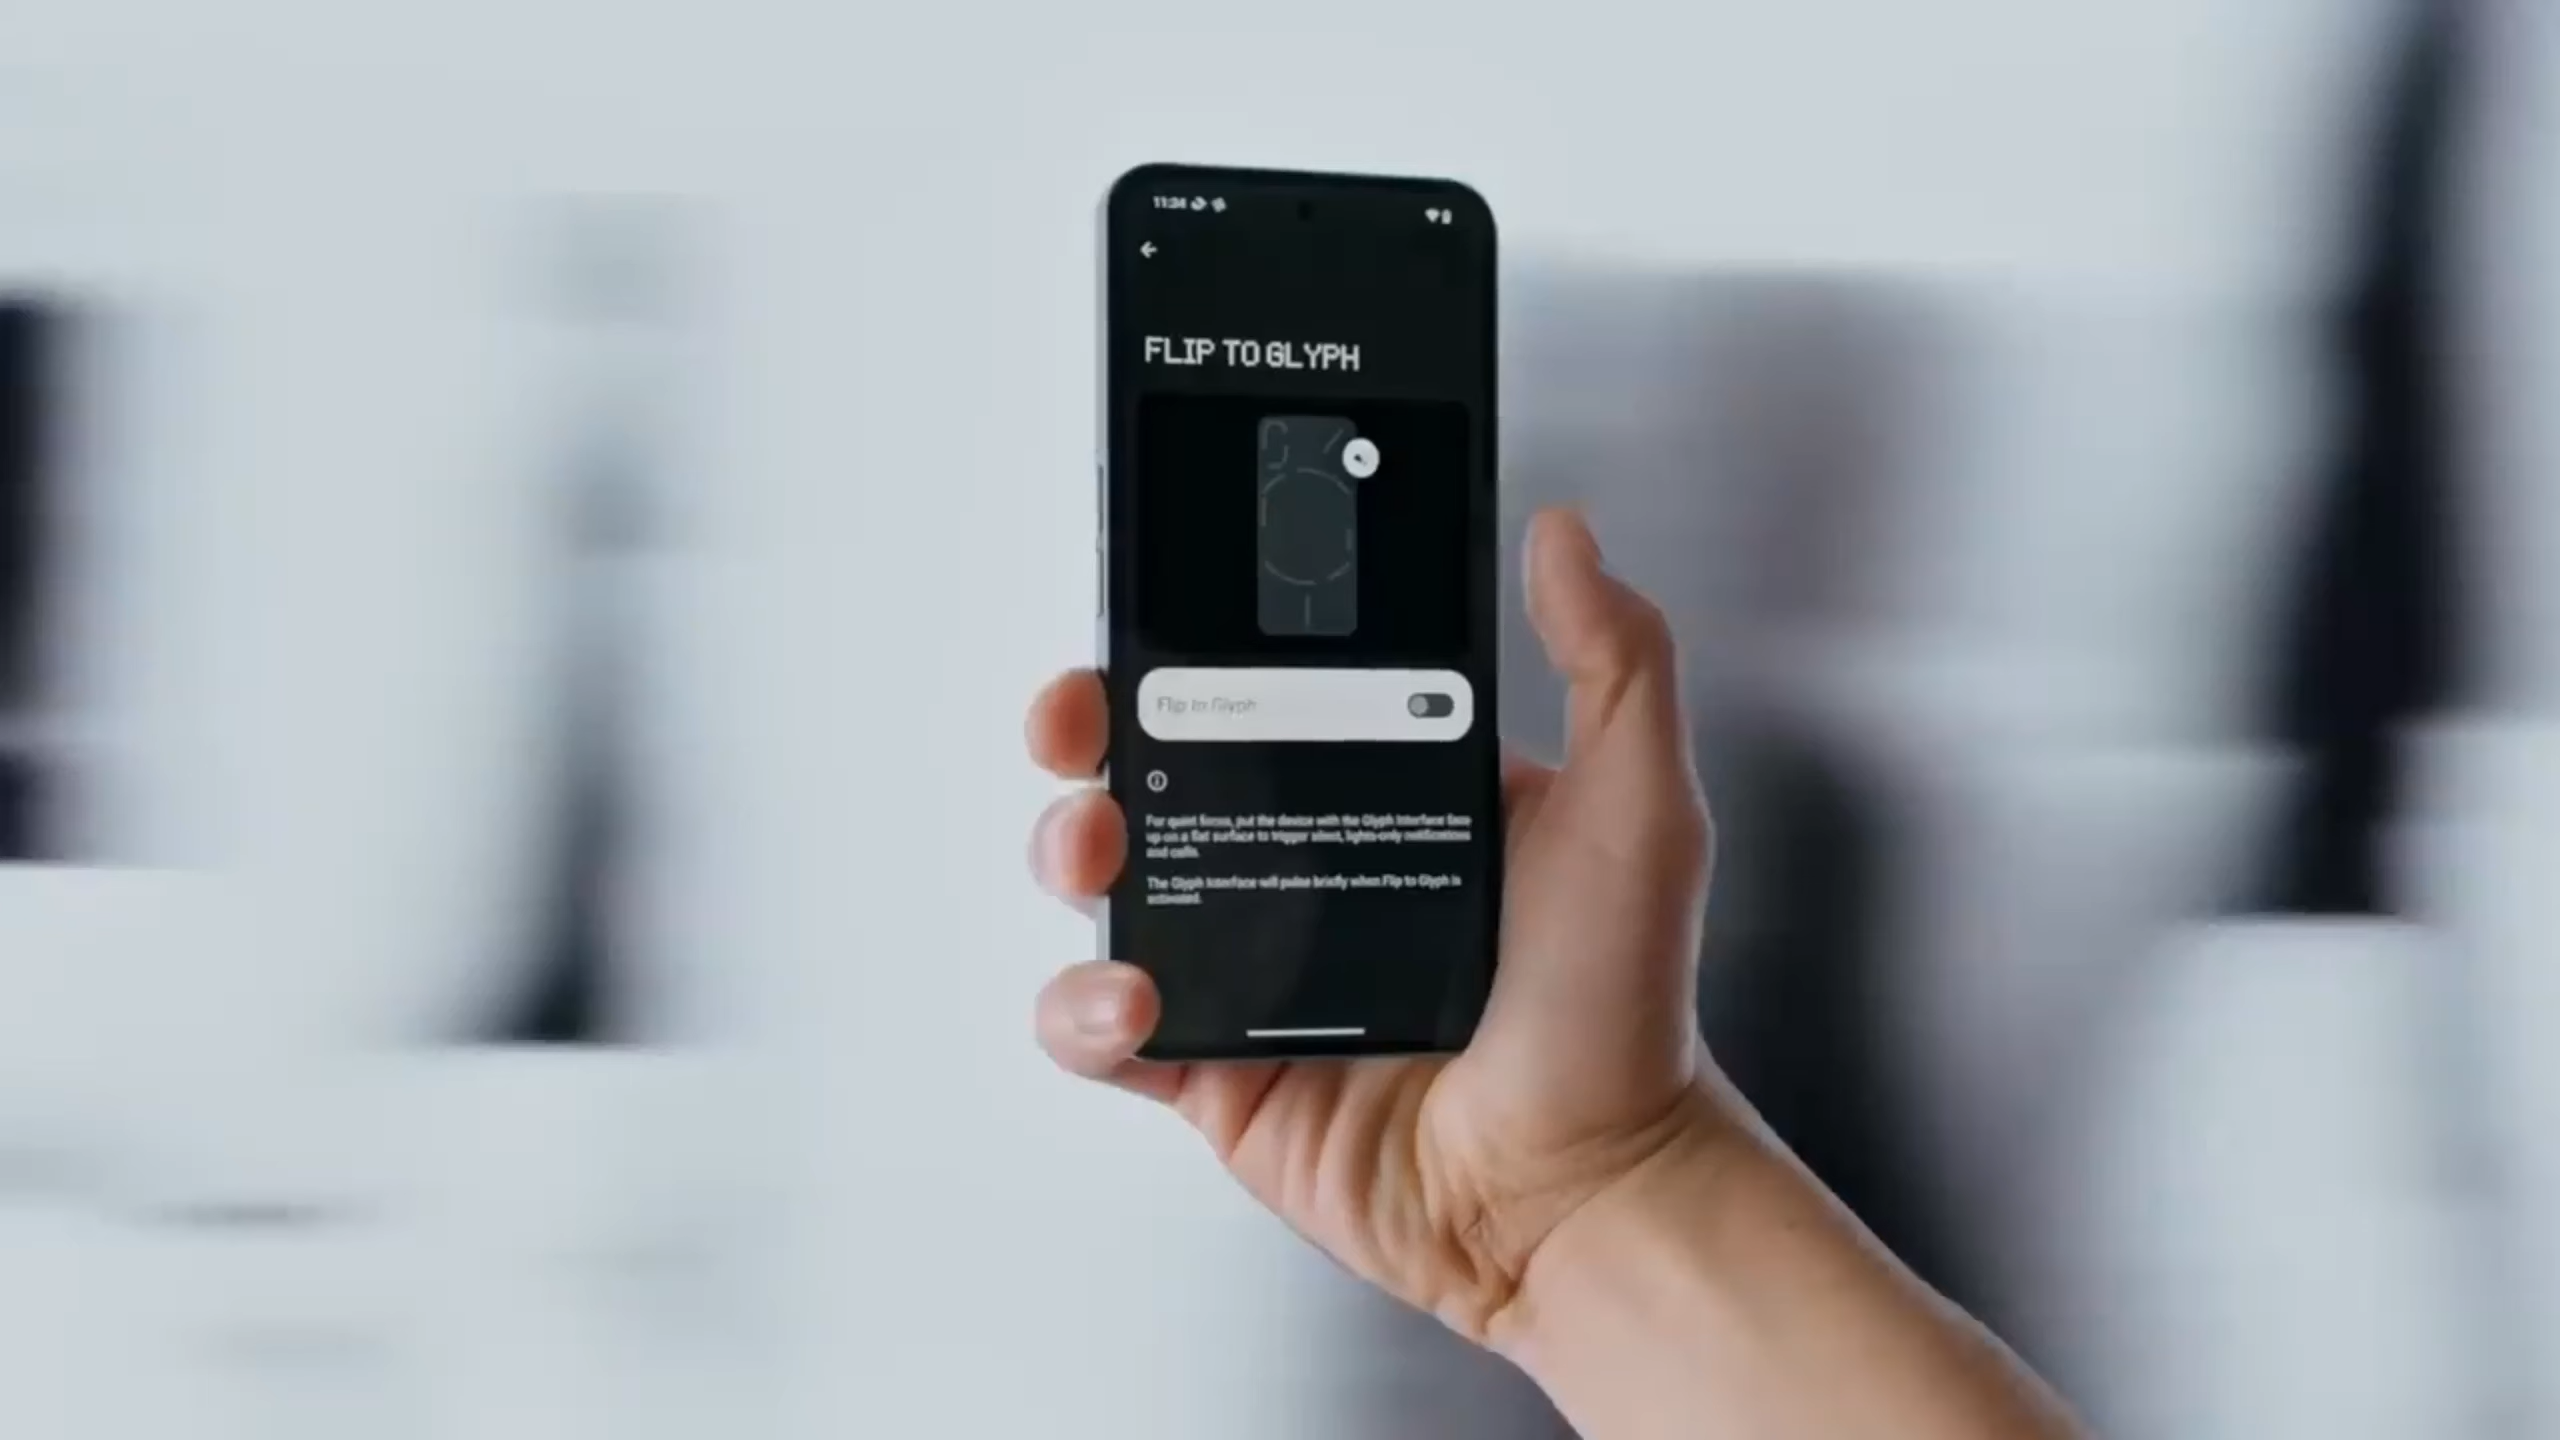 11:34
FLIP TO GLYPH
Flip to Glyph
For quiet focus, put the device with the Glyph Interface face
up on a flat surface to trigger silent, lights-only notifications
and calls.
The Glyph Interface will pulse briefly when Flip to Glyph is
activated.